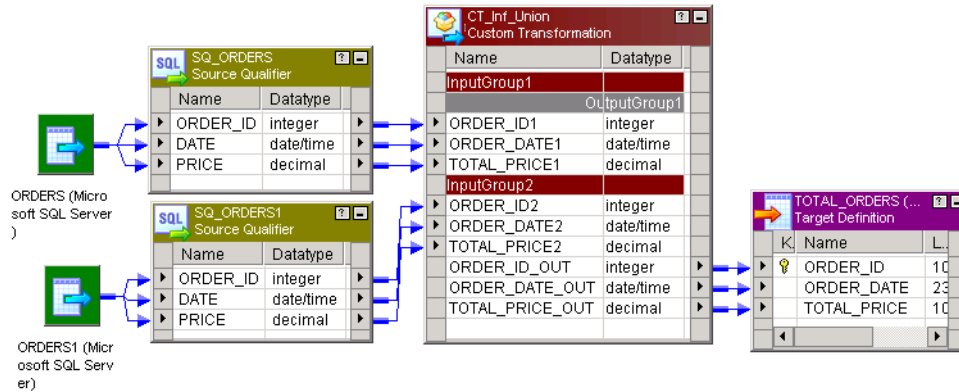 ORDERS (Micro
soft SQL Server
)
SQL SQ_ORDERS
Source Qualifier
Name Datatype
ORDER_ID integer
DATE date/time
PRICE decimal
ORDERS1 (Micr
osoft SQL Serv
er)
SQL SQ_ORDERS1
Source Qualifier
Name Datatype
ORDER_ID integer
DATE date/time
PRICE decimal
CT_Inf_Union
Custom Transformation
Name Datatype
InputGroup1
OutputGroup1
ORDER_ID1 integer
ORDER_DATE1 date/time
TOTAL_PRICE1 decimal
InputGroup2
ORDER_ID2 integer
ORDER_DATE2 date/time
TOTAL_PRICE2 decimal
ORDER_ID_OUT integer
ORDER_DATE_OUT date/time
TOTAL_PRICE_OUT decimal
TOTAL_ORDERS (...
Target Definition
K. Name L..
ORDER_ID 10
ORDER_DATE 23
TOTAL_PRICE 10